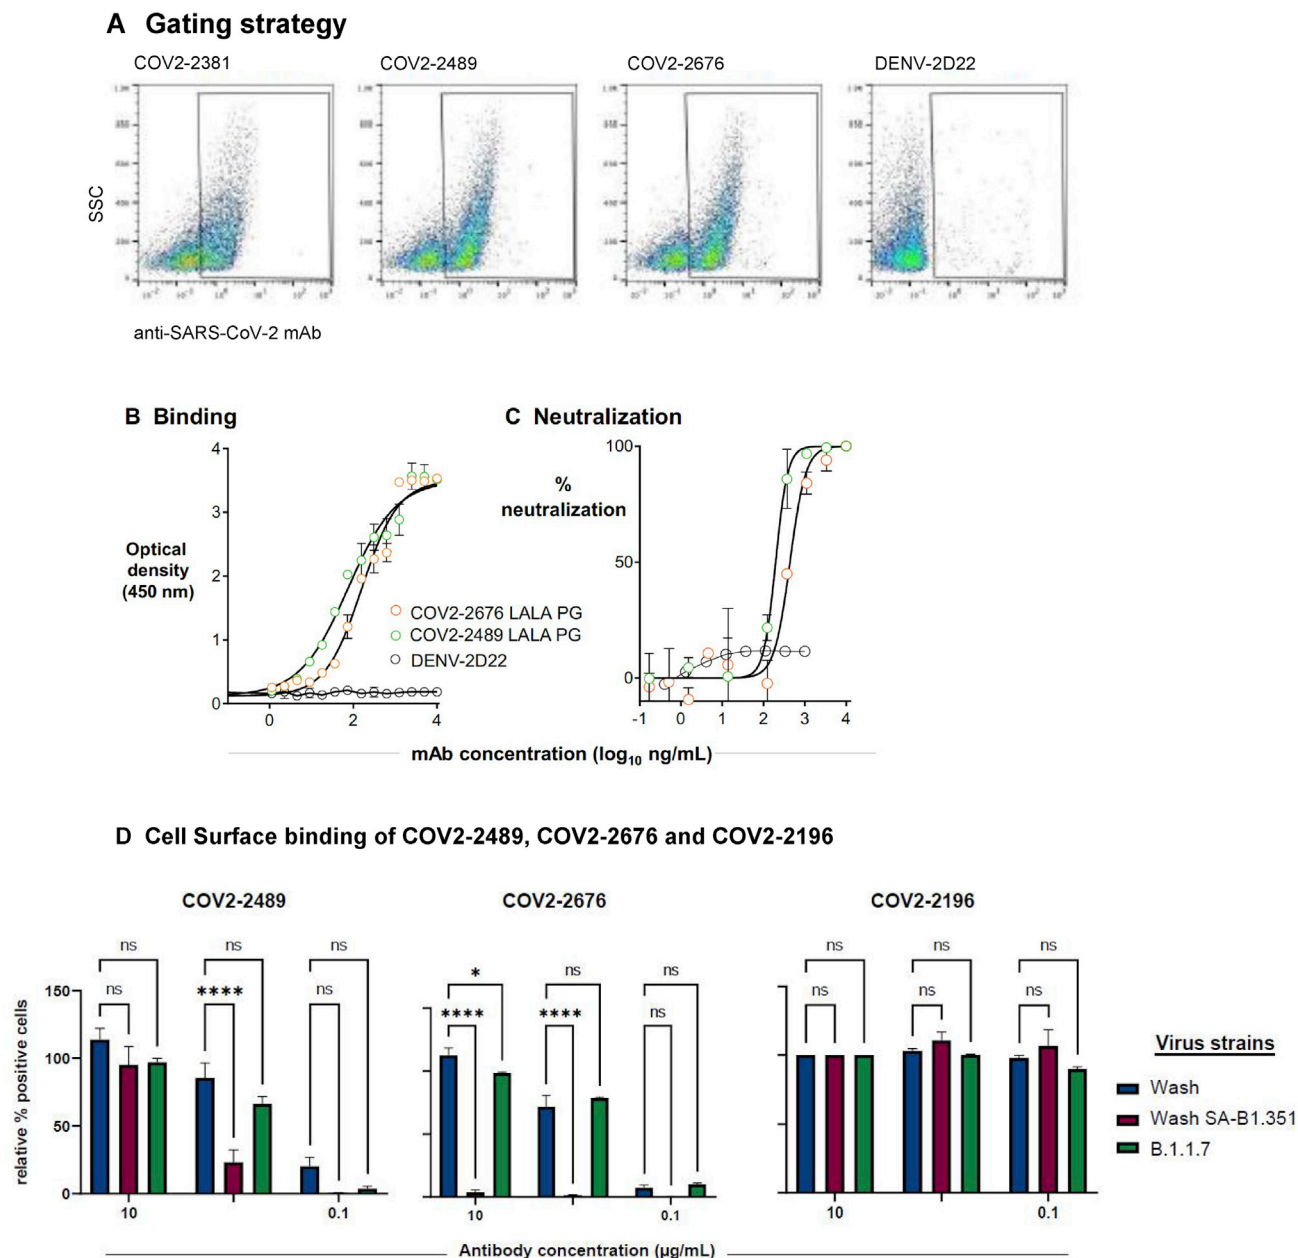 A Gating strategy
COV2-2381 COV2-2489 COV2-2676 DENV-2D22
SSC
anti-SARS-CoV-2 mAb
B Binding
C Neutralization
4
3
2
1
0
Optical
density
(450 nm)
0 2 4
COV2-2676 LALA PG
COV2-2489 LALA PG
DENV-2D22
100
50
0
%
neutralization
-1 0 1 2 3 4
mAb concentration (log₁₀ ng/mL)
D Cell Surface binding of COV2-2489, COV2-2676 and COV2-2196
COV2-2489
ns ns ns
ns **** ns
150
100
50
0
relative % positive cells
10 0.1
COV2-2676
* ns ns
**** **** ns
10 0.1
COV2-2196
ns ns ns
ns ns ns
10 0.1
Virus strains
Wash
Wash SA-B1.351
B.1.1.7
Antibody concentration (μg/mL)